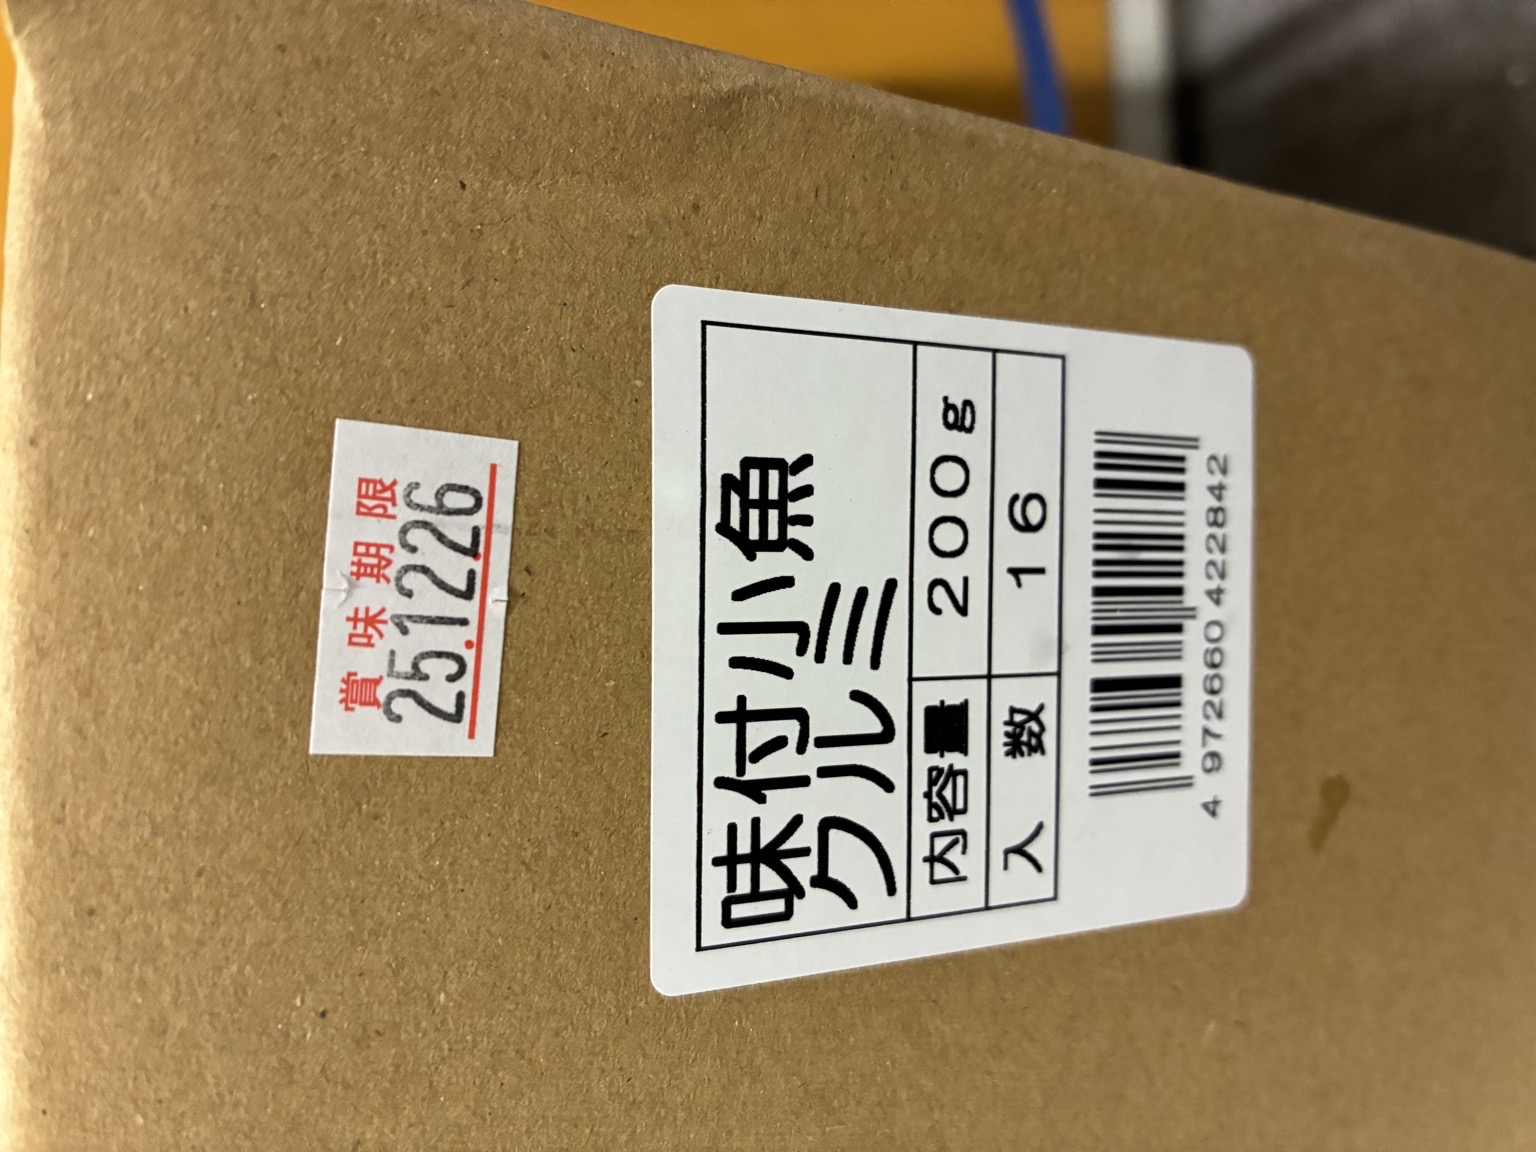 賞味期限
25.12.26
味付小魚
クルミ
内容量 200g
入数 16
4 972660 422842